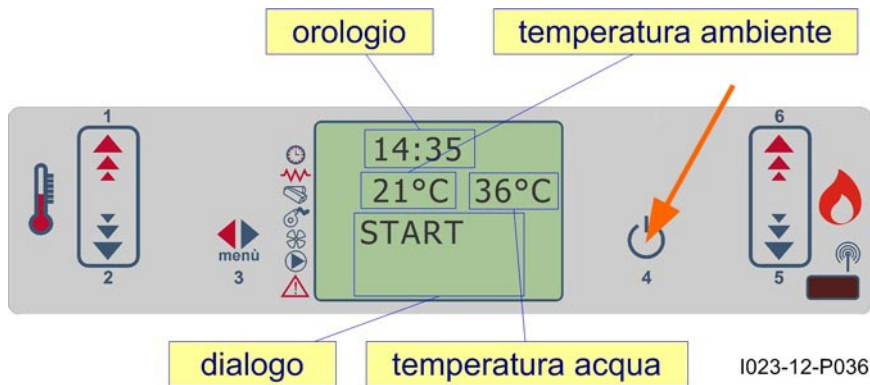 orologio
temperatura ambiente
1
6
14:35
21°C 36°C
START
menù
2
3
4
5
dialogo
temperatura acqua
I023-12-P036